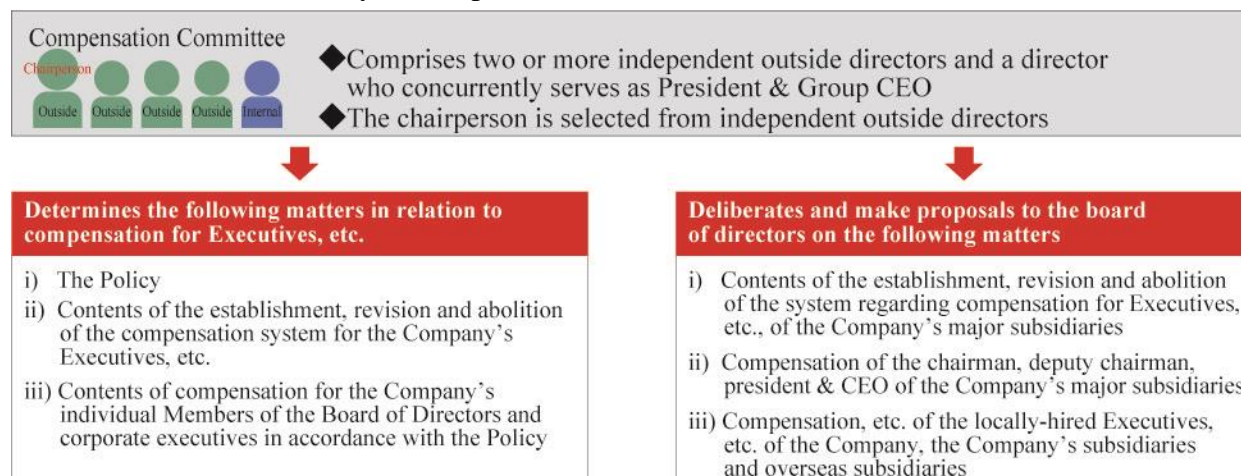 Compensation Committee
Chairperson
Outside
Outside
Outside
Outside
Internal
◆Comprises two or more independent outside directors and a director
who concurrently serves as President & Group CEO
◆The chairperson is selected from independent outside directors
Determines the following matters in relation to
compensation for Executives, etc.
i) The Policy
ii) Contents of the establishment, revision and abolition
of the compensation system for the Company's
Executives, etc.
iii) Contents of compensation for the Company's
individual Members of the Board of Directors and
corporate executives in accordance with the Policy
Deliberates and make proposals to the board
of directors on the following matters
i) Contents of the establishment, revision and abolition
of the system regarding compensation for Executives,
etc., of the Company's major subsidiaries
ii) Compensation of the chairman, deputy chairman,
president & CEO of the Company's major subsidiaries
iii) Compensation, etc. of the locally-hired Executives,
etc. of the Company, the Company's subsidiaries
and overseas subsidiaries